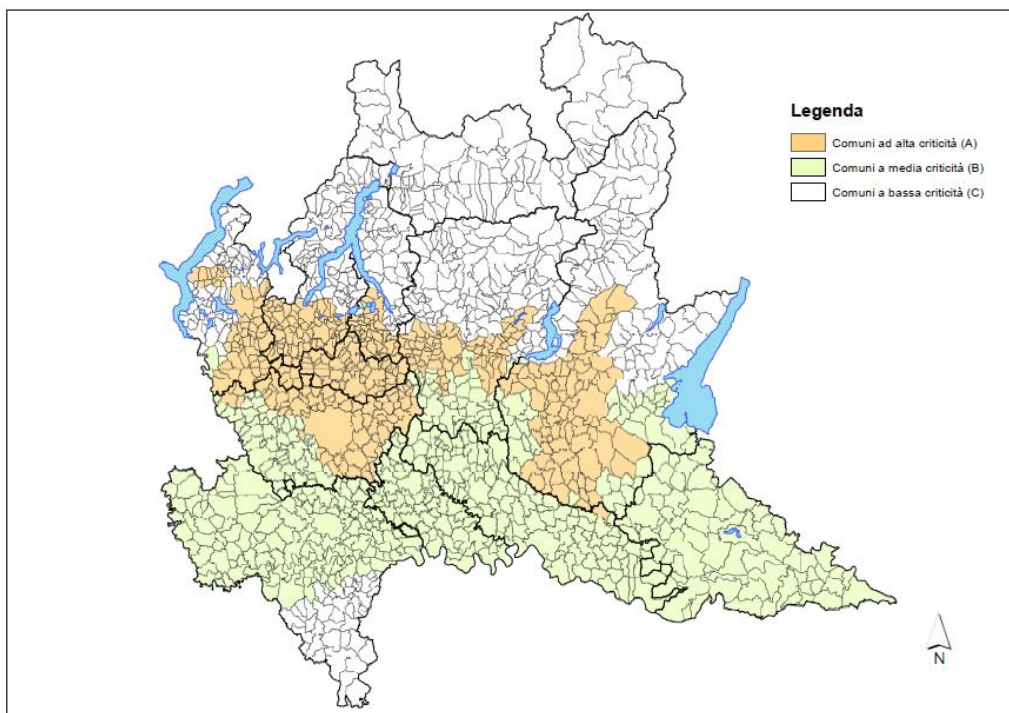 Legenda
Comuni ad alta criticità (A)
Comuni a media criticità (B)
Comuni a bassa criticità (C)
N